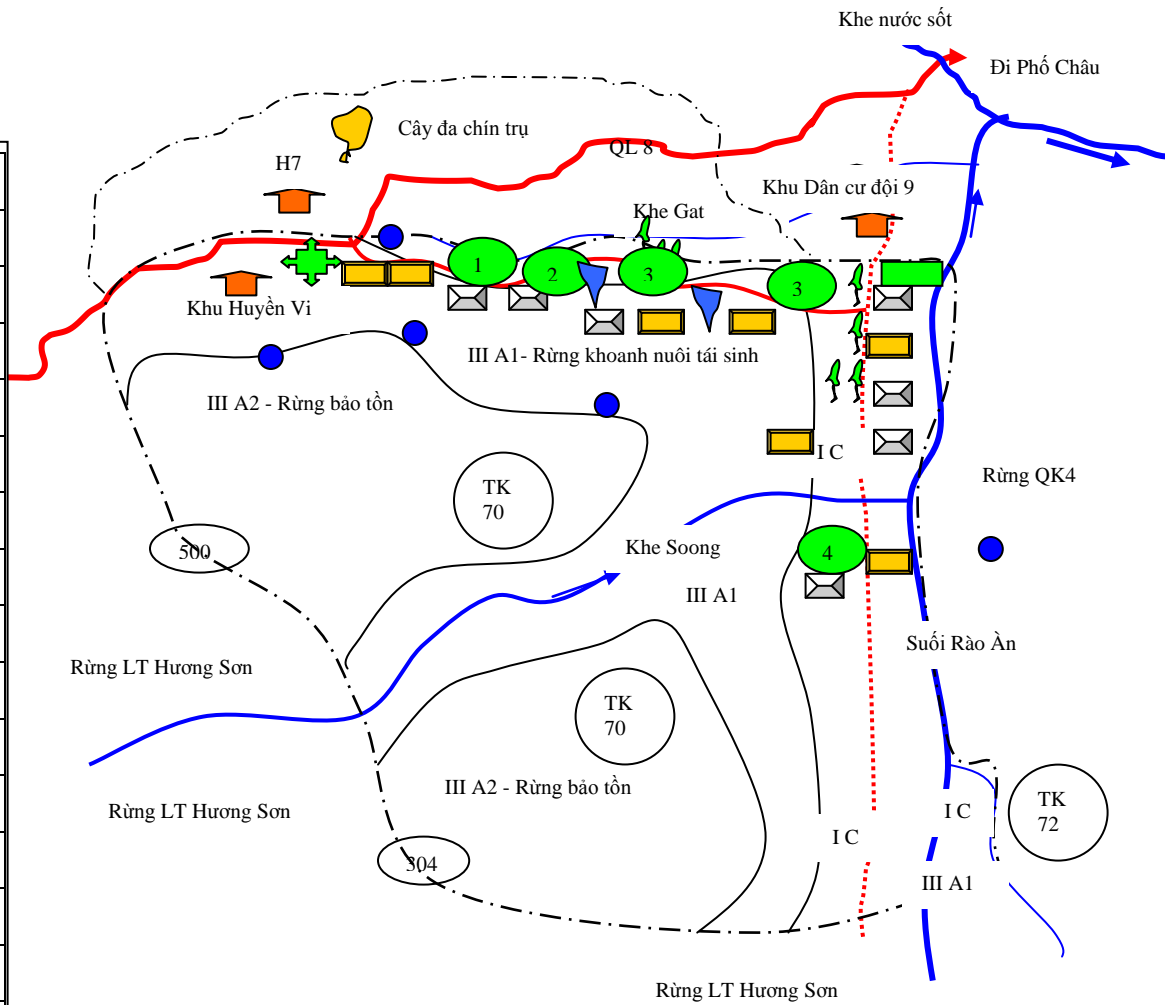 Khe nước sốt
Đi Phố Châu
Cây đa chín trụ
QL 8
H7
Khu Dân cư đội 9
Khe Gat
1
2
3
3
Khu Huyền Vi
III A1- Rừng khoanh nuôi tái sinh
III A2 - Rừng bảo tồn
I C
Rừng QK4
TK
70
500
Khe Soong
4
III A1
Suối Rào Àn
Rừng LT Hương Sơn
TK
70
III A2 - Rừng bảo tồn
Rừng LT Hương Sơn
I C
TK
72
I C
304
III A1
Rừng LT Hương Sơn